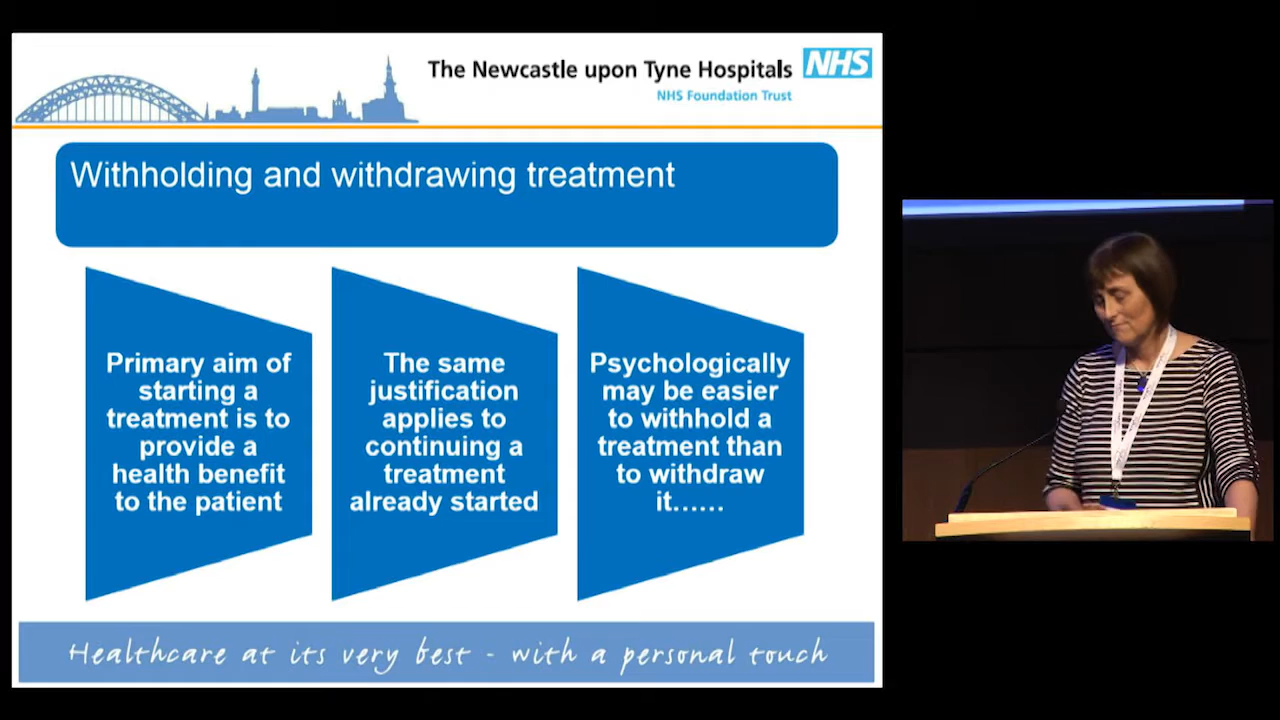 The Newcastle upon Tyne Hospitals NHS
NHS Foundation Trust
Withholding and withdrawing treatment
Primary aim of
starting a
treatment is to
provide a
health benefit
to the patient
The same
justification
applies to
continuing a
treatment
already started
Psychologically
may be easier
to withhold a
treatment than
to withdraw
it......
Healthcare at its very best - with a personal touch